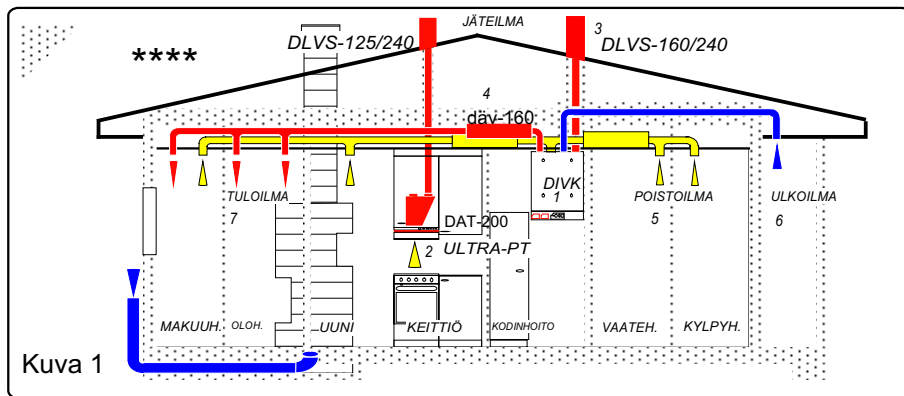 JÄTEILMA
3
DLVS-125/240
DLVS-160/240
****
4
däv-160
DIVK
1
TULOILMA
7
POISTOILMA
5
ULKOILMA
6
DAT-200
2
ULTRA-PT
MAKUUH.
OLOH.
UUNI
KEITTIÖ
KODINHOITO
VAATEH.
KYLPYH.
Kuva 1